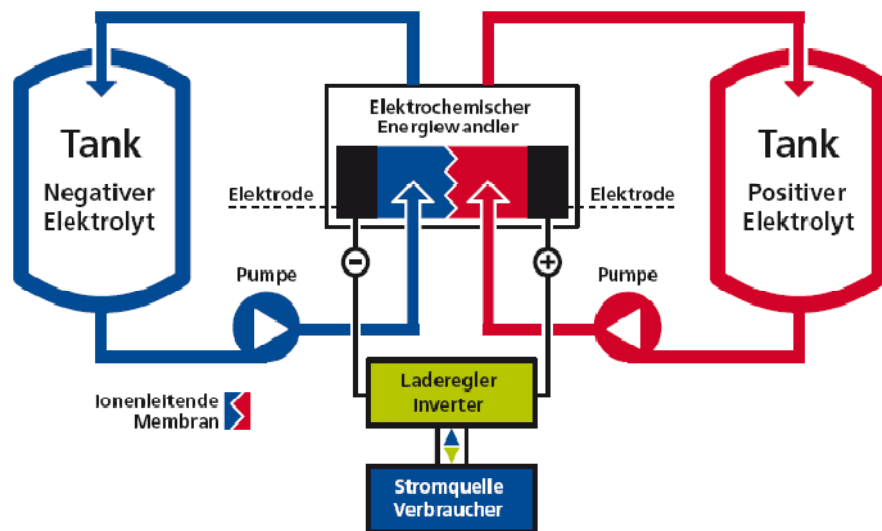 Elektrochemischer
Energiewandler
Tank
Negativer
Elektrolyt
Elektrode
Elektrode
Tank
Positiver
Elektrolyt
−
+
Pumpe
Pumpe
Laderegler
Inverter
Ionenleitende
Membran
Stromquelle
Verbraucher